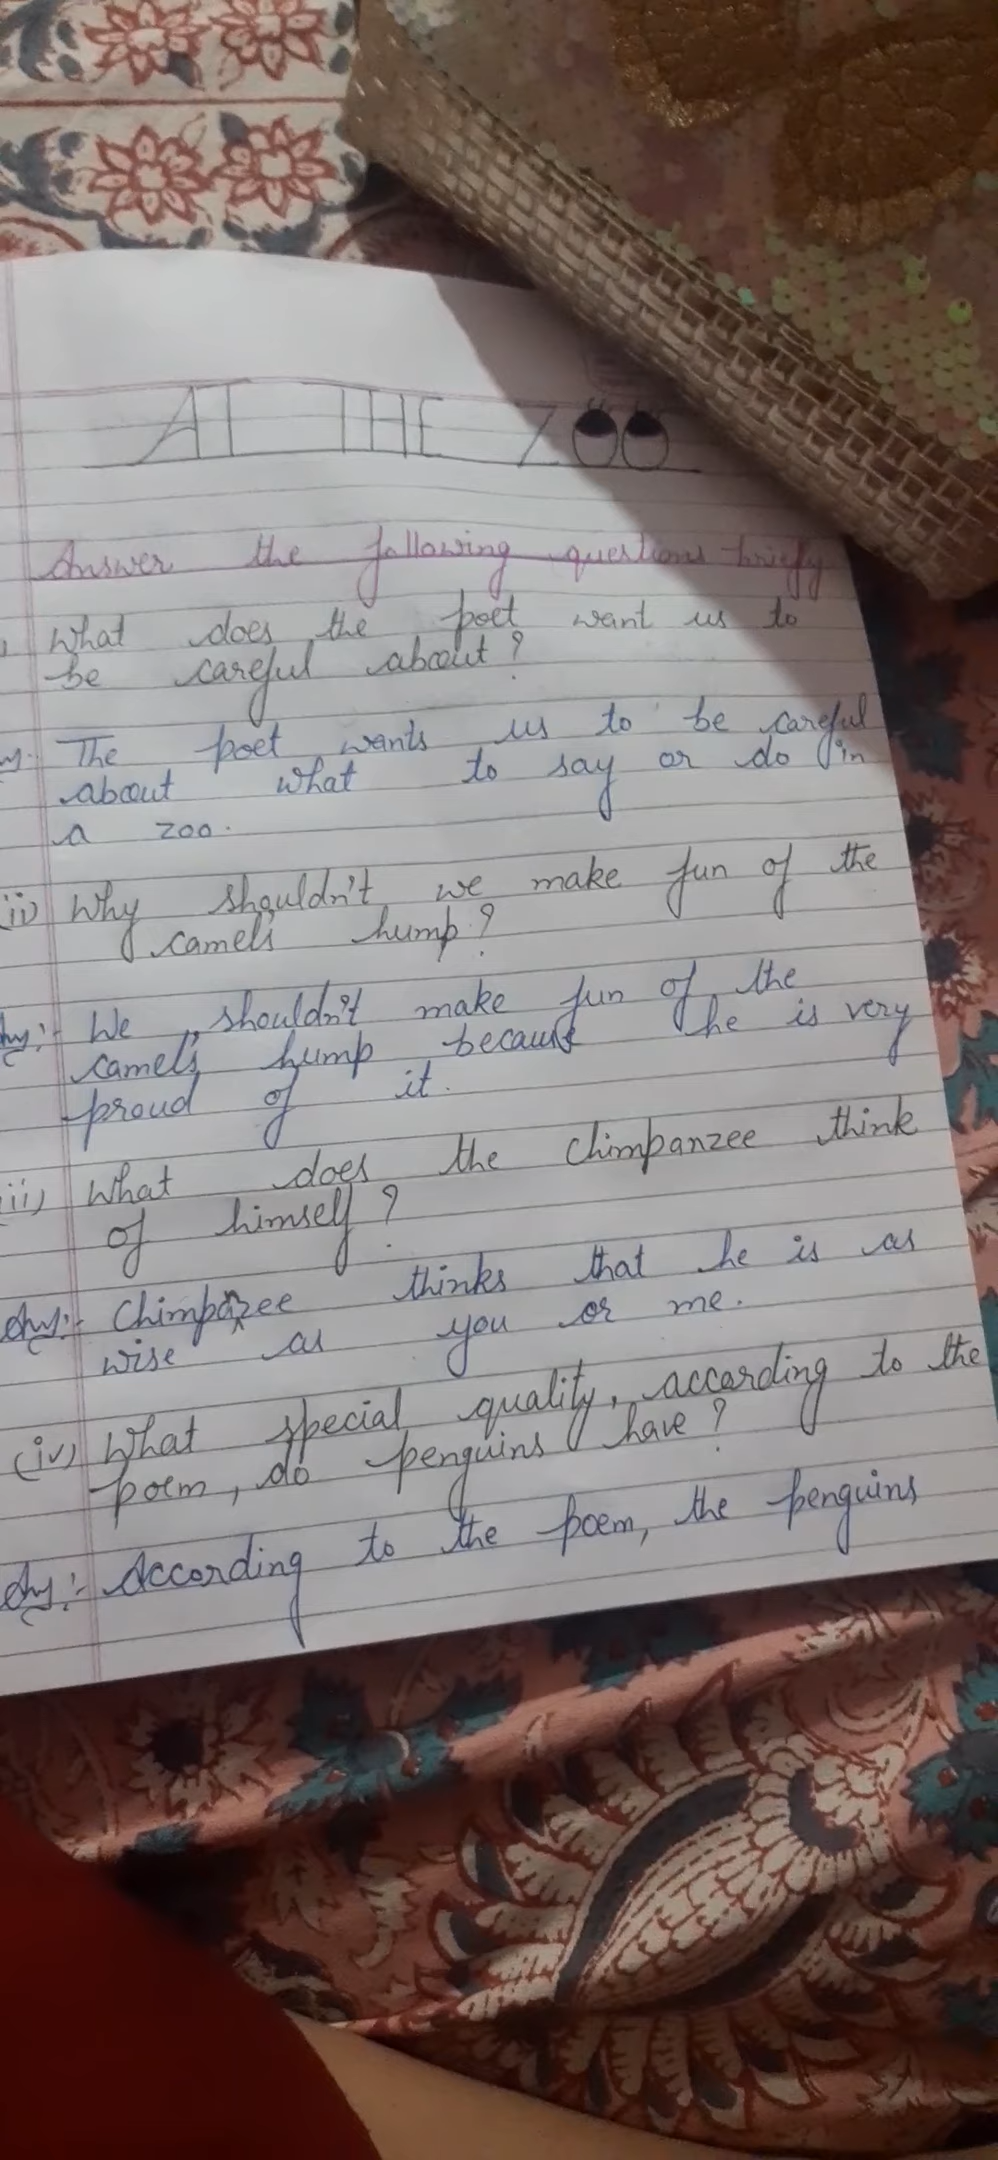 AT THE ZOO
Answer the following questions briefly
What does the poet want us to
be careful about?
The poet wants us to be careful
about what to say or do in
a zoo.
(ii) Why shouldn't we make fun of the
camel's hump?
We shouldn't make fun of the
camel's hump because he is very
proud of it.
iii) What does the Chimpanzee think
of himself?
Ans:- Chimpanzee thinks that he is as
wise as you or me.
(iv) What special quality, according to the
poem, do penguins have?
Ans:- According to the poem, the penguins